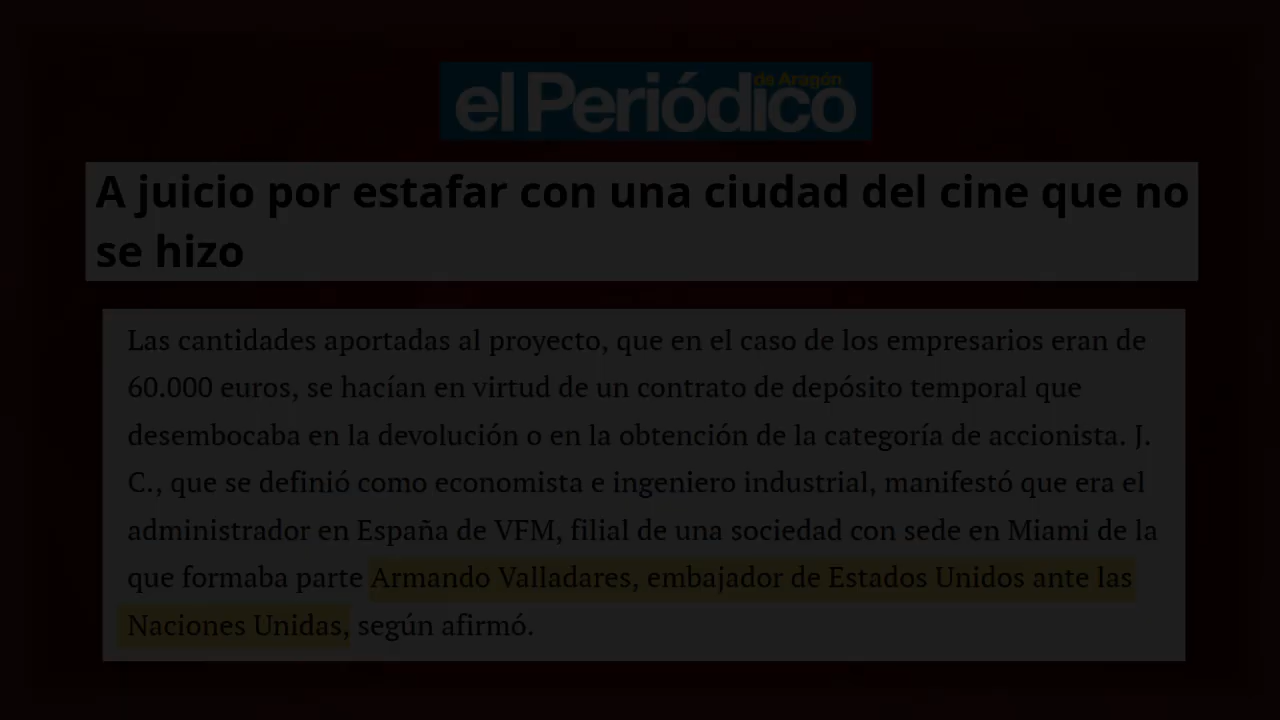 el Periódico
de Aragón
A juicio por estafar con una ciudad del cine que no
se hizo
Las cantidades aportadas al proyecto, que en el caso de los empresarios eran de
60.000 euros, se hacían en virtud de un contrato de depósito temporal que
desembocaba en la devolución o en la obtención de la categoría de accionista. J.
C., que se definió como economista e ingeniero industrial, manifestó que era el
administrador en España de VFM, filial de una sociedad con sede en Miami de la
que formaba parte Armando Valladares, embajador de Estados Unidos ante las
Naciones Unidas, según afirmó.